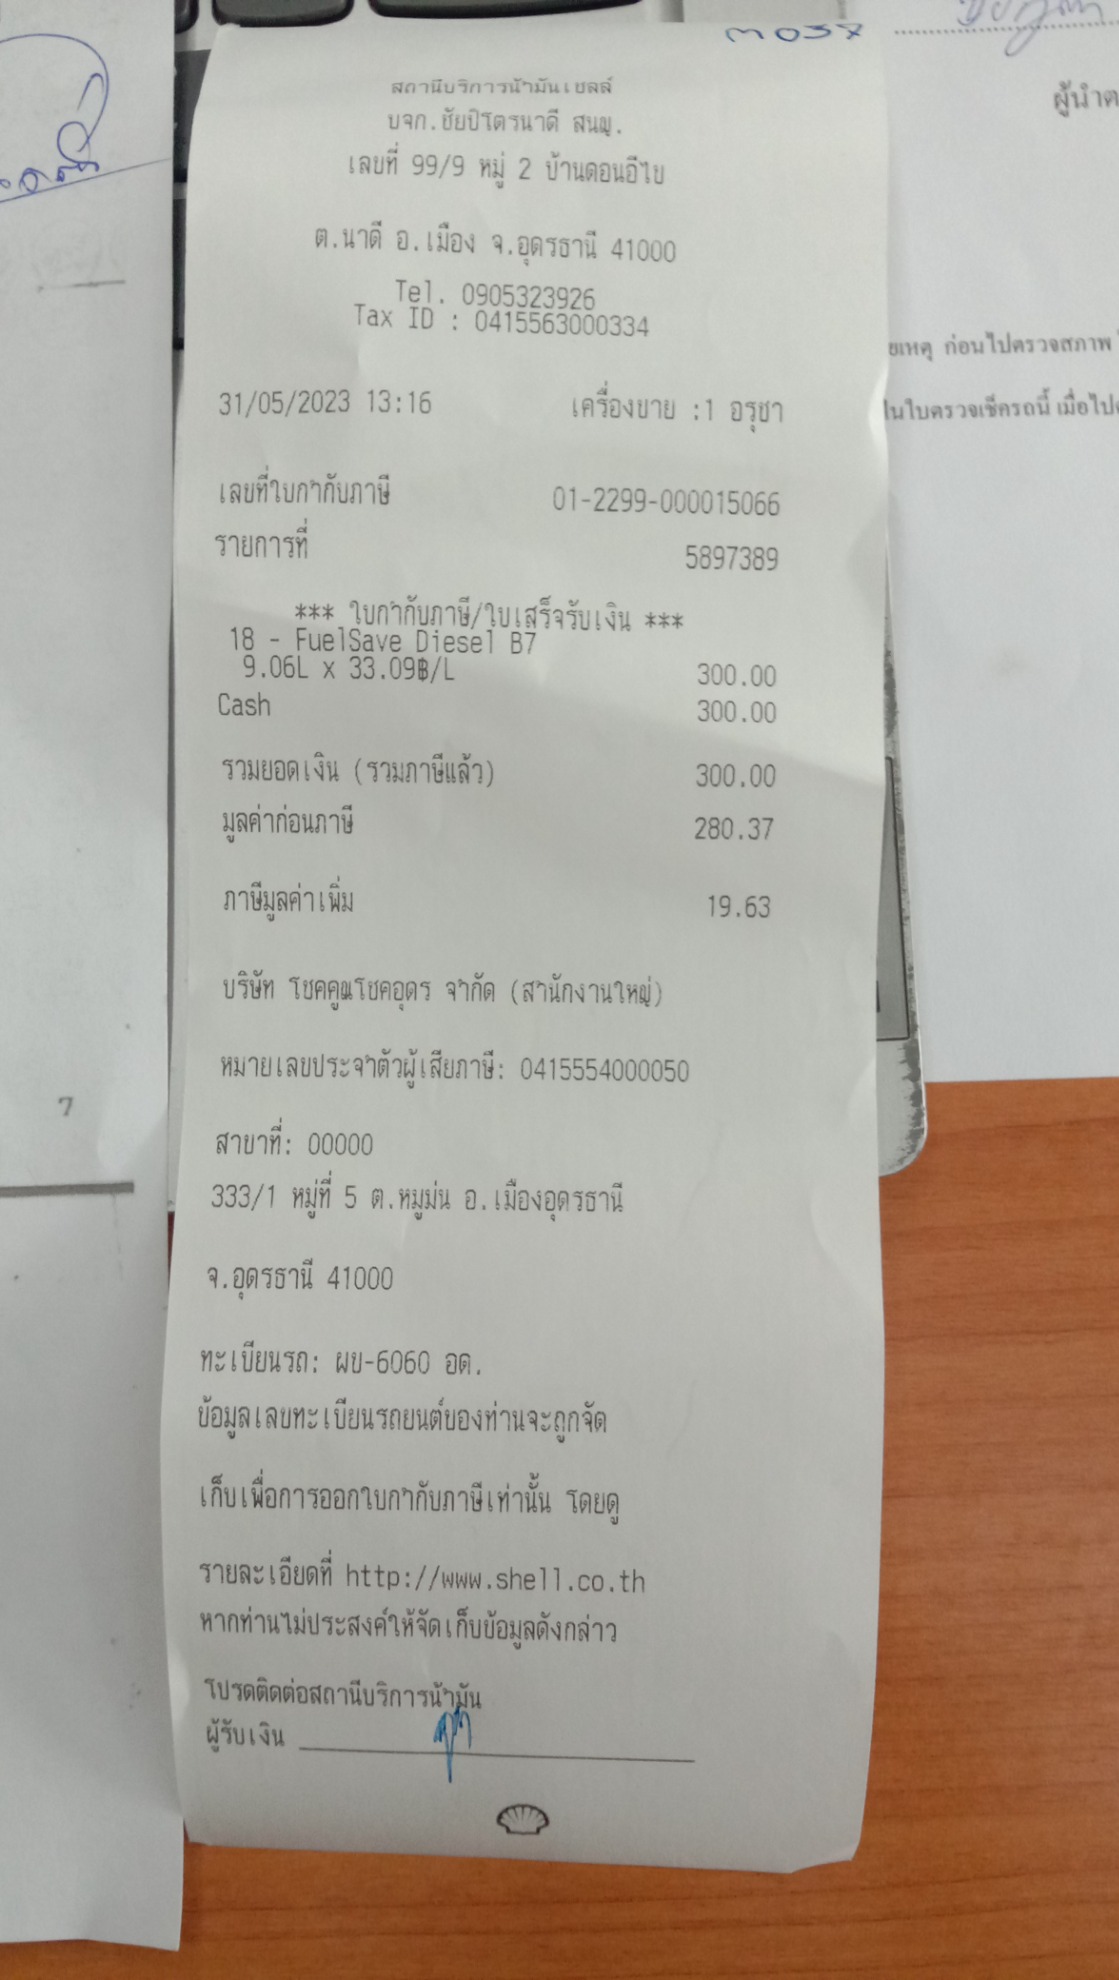 m037
สถานีบริการน้ำมันเชลล์
บจก.ชัยปิโตรนาดี สนญ.
เลขที่ 99/9 หมู่ 2 บ้านดอนอีไข
ต.นาดี อ.เมือง จ.อุดรธานี 41000
Tel. 0905323926
Tax ID : 0415563000334
31/05/2023 13:16 เครื่องขาย :1 อรุชา
เลขที่ใบกำกับภาษี 01-2299-000015066
รายการที่ 5897389
*** ใบกำกับภาษี/ใบเสร็จรับเงิน ***
18 - FuelSave Diesel B7
9.06L x 33.09฿/L 300.00
Cash 300.00
รวมยอดเงิน (รวมภาษีแล้ว) 300.00
มูลค่าก่อนภาษี 280.37
ภาษีมูลค่าเพิ่ม 19.63
บริษัท โชคคูณโชคอุดร จำกัด (สำนักงานใหญ่)
หมายเลขประจำตัวผู้เสียภาษี: 0415554000050
สาขาที่: 00000
333/1 หมู่ที่ 5 ต.หมูม่น อ.เมืองอุดรธานี
จ.อุดรธานี 41000
ทะเบียนรถ: ผข-6060 อด.
ข้อมูลเลขทะเบียนรถยนต์ของท่านจะถูกจัด
เก็บเพื่อการออกใบกำกับภาษีเท่านั้น โดยดู
รายละเอียดที่ http://www.shell.co.th
หากท่านไม่ประสงค์ให้จัดเก็บข้อมูลดังกล่าว
โปรดติดต่อสถานีบริการน้ำมัน
ผู้รับเงิน
ผู้นำต
ยเหตุ ก่อนไปตรวจสภาพ
ในใบตรวจเช็ครถนี้ เมื่อไป
7